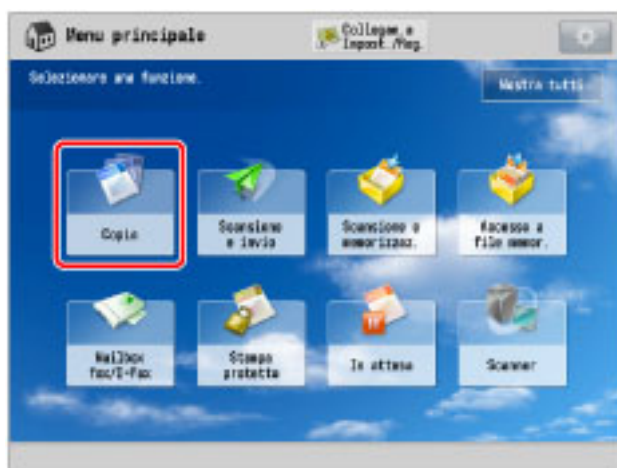 Menu principale
Collegam. a
Impost./Reg.
Selezionare una funzione.
Mostra tutti
Copia
Scansione
e invio
Scansione e
memorizzaz.
Accesso a
file memor.
Mailbox
fax/I-Fax
Stampa
protetta
In attesa
Scanner